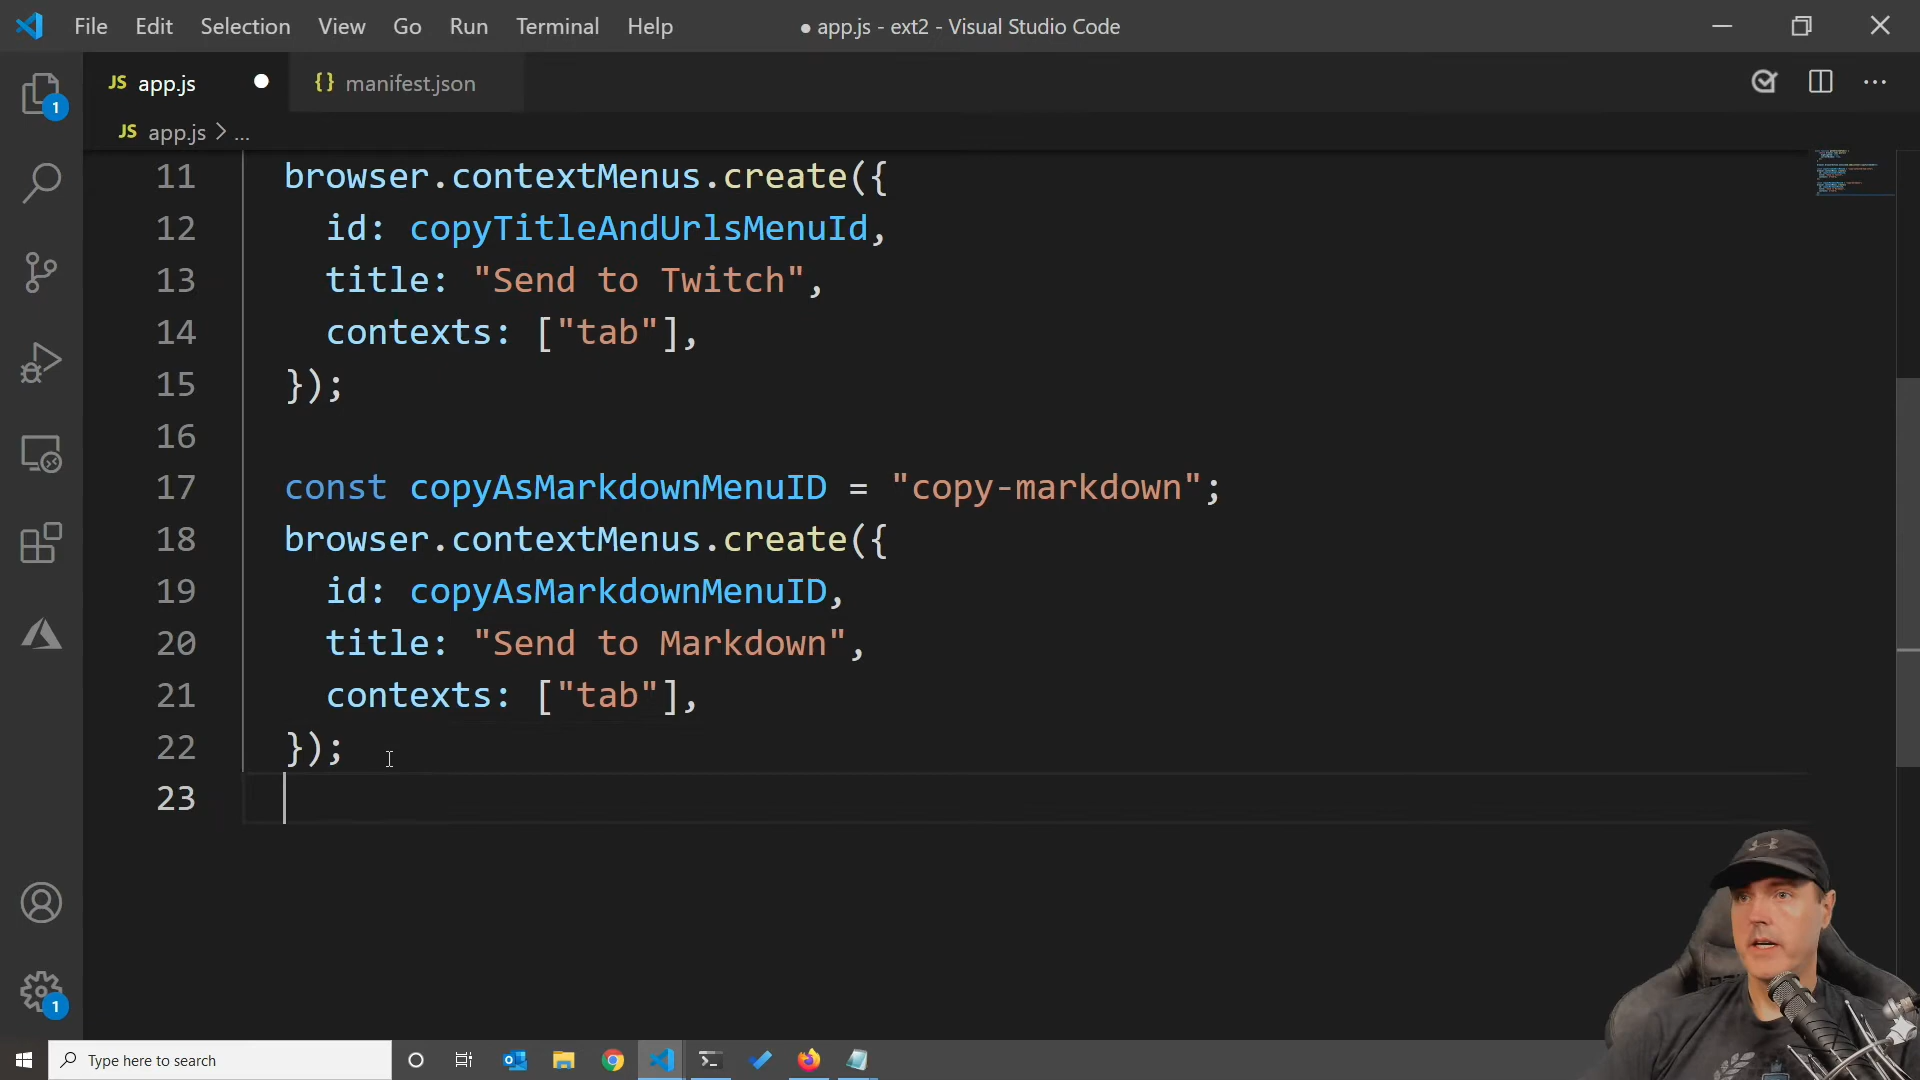 File Edit Selection View Go Run Terminal Help
● app.js - ext2 - Visual Studio Code
JS app.js ●
{} manifest.json
JS app.js > ...
1
11 browser.contextMenus.create({
12 id: copyTitleAndUrlsMenuId,
13 title: "Send to Twitch",
14 contexts: ["tab"],
15 });
16
17 const copyAsMarkdownMenuID = "copy-markdown";
18 browser.contextMenus.create({
19 id: copyAsMarkdownMenuID,
20 title: "Send to Markdown",
21 contexts: ["tab"],
22 });
23
1
Type here to search